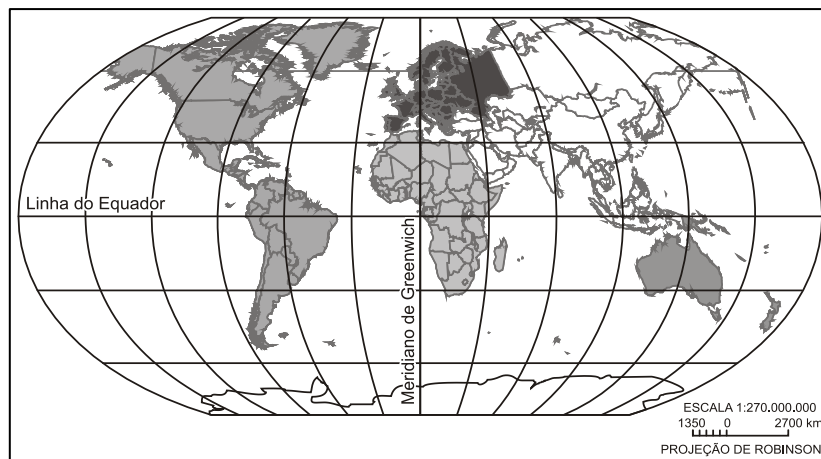 Linha do Equador
Meridiano de Greenwich
ESCALA 1:270.000.000
1350 0 2700 km
PROJEÇÃO DE ROBINSON